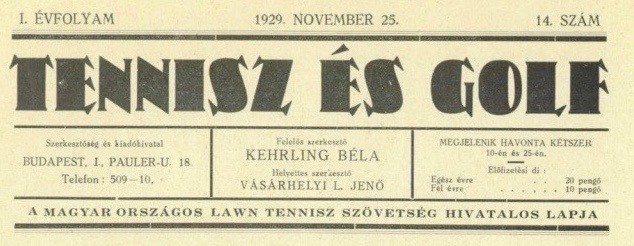 I. ÉVFOLYAM 1929. NOVEMBER 25. 14. SZÁM
TENNISZ ÉS GOLF
Szerkesztőség és kiadóhivatal
BUDAPEST, I., PAULER-U. 18.
Telefon: 509—10.
Felelős szerkesztő
KEHRLING BÉLA
Helyettes szerkesztő
VÁSÁRHELYI L. JENŐ
MEGJELENIK HAVONTA KÉTSZER
10-én és 25-én.
Előfizetési di:
Egész évre . . . . 20 pengő
Fél évre . . . . . . 10 pengő
A MAGYAR ORSZÁGOS LAWN TENNISZ SZÖVETSÉG HIVATALOS LAPJA